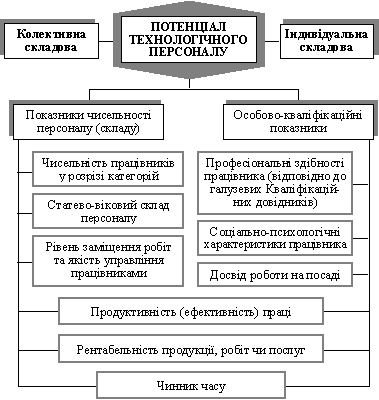 Колективна
складова
ПОТЕНЦІАЛ
ТЕХНОЛОГІЧНОГО
ПЕРСОНАЛУ
Індивідуальна
складова
Показники чисельності
персоналу (складу)
Особово-кваліфікаційні
показники
Чисельність працівників
у розрізі категорій
Статево-віковий склад
персоналу
Рівень заміщення робіт
та якість управління
працівниками
Професіональні здібності
працівника (відповідно до
галузевих Кваліфікацій-
них довідників)
Соціально-психологічні
характеристики працівника
Досвід роботи на посаді
Продуктивність (ефективність) праці
Рентабельність продукції, робіт чи послуг
Чинник часу